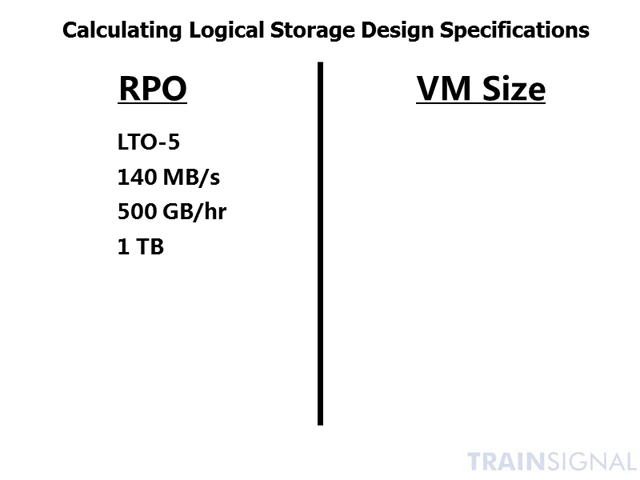 Calculating Logical Storage Design Specifications
RPO
LTO-5
140 MB/s
500 GB/hr
1 TB
VM Size
TRAINSIGNAL